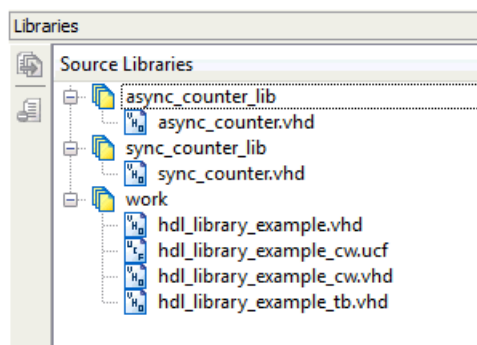 Libraries
Source Libraries
async_counter_lib
async_counter.vhd
sync_counter_lib
sync_counter.vhd
work
hdl_library_example.vhd
hdl_library_example_cw.ucf
hdl_library_example_cw.vhd
hdl_library_example_tb.vhd